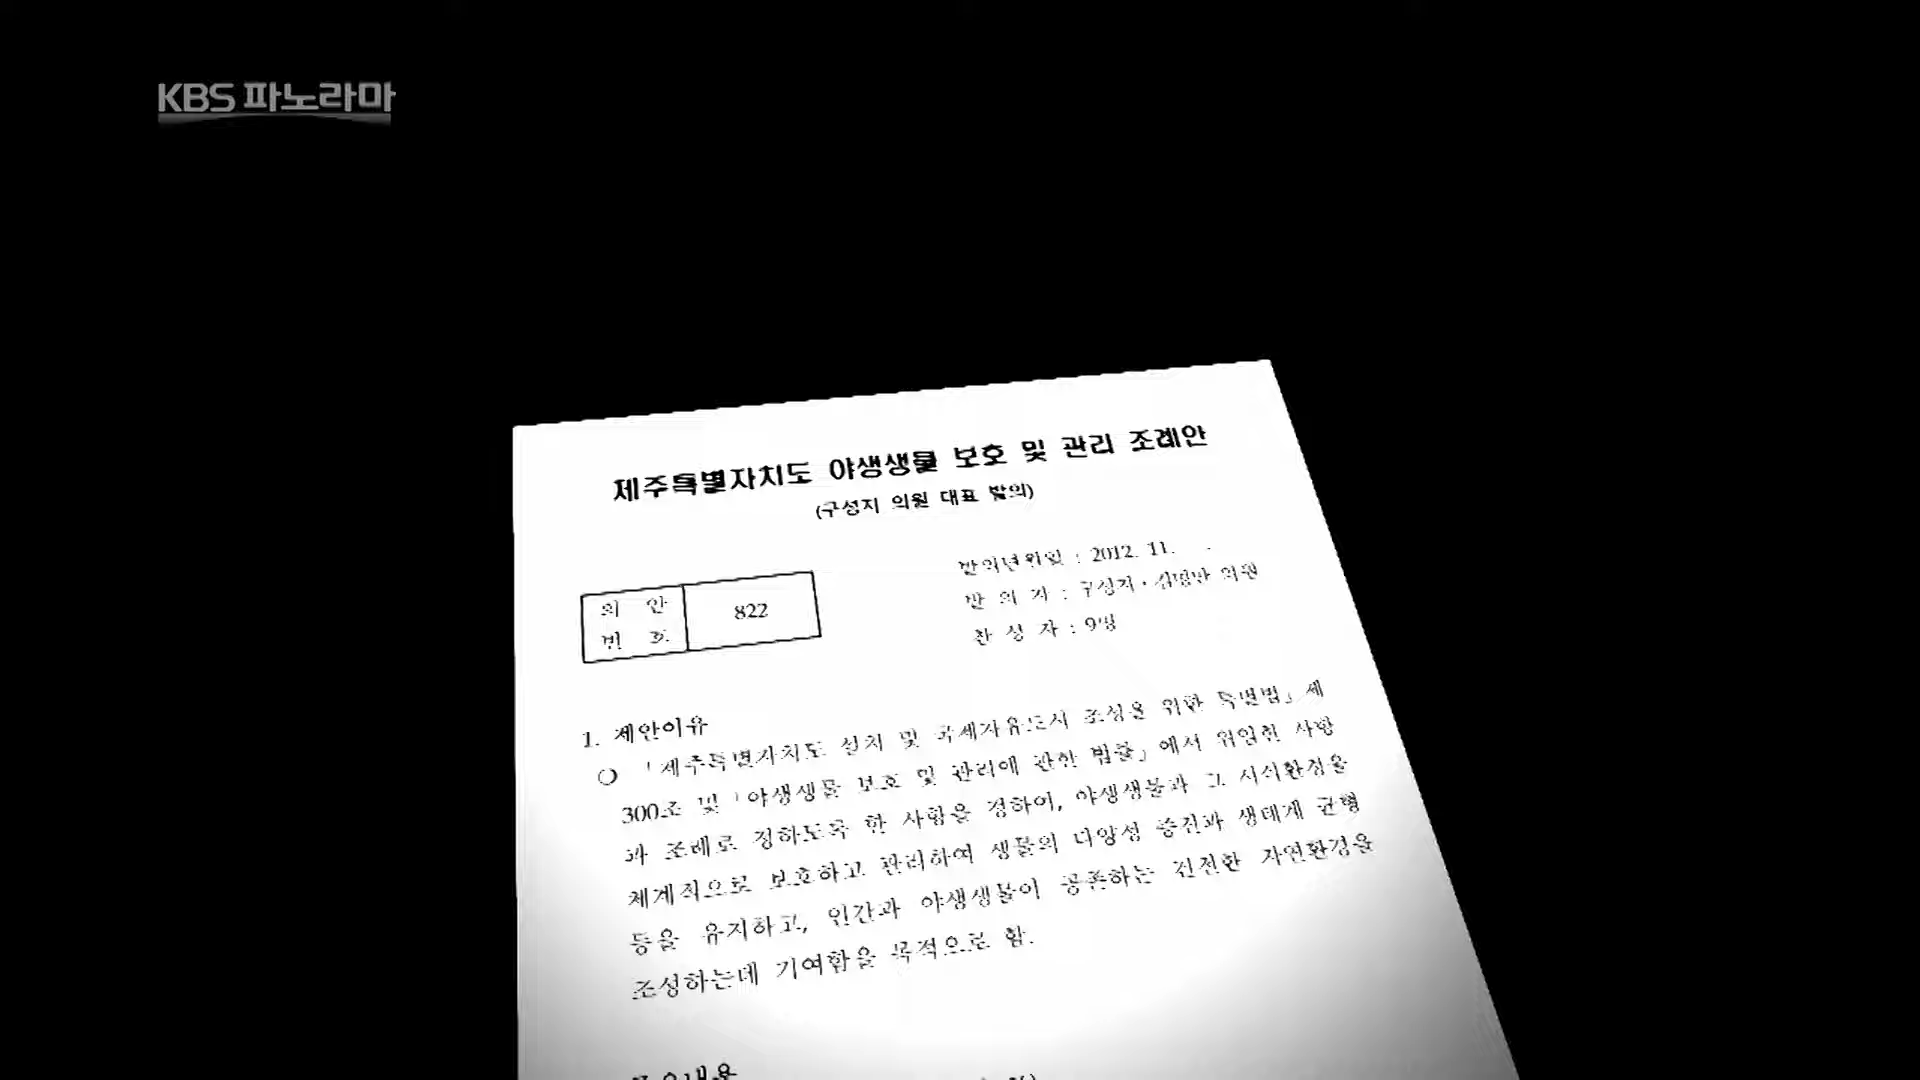 KBS 파노라마
제주특별자치도 야생생물 보호 및 관리 조례안
(구성지 의원 대표 발의)
발의년월일 : 2012. 11. .
발 의 자 : 구성지·김명만 의원
찬 성 자 : 9명
의 안
번 호
822
1. 제안이유
○ 「제주특별자치도 설치 및 국제자유도시 조성을 위한 특별법」 제
300조 및 「야생생물 보호 및 관리에 관한 법률」에서 위임한 사항
과 조례로 정하도록 한 사항을 정하여, 야생생물과 그 서식환경을
체계적으로 보호하고 관리하여 생물의 다양성 증진과 생태계 균형
등을 유지하고, 인간과 야생생물이 공존하는 건전한 자연환경을
조성하는데 기여함을 목적으로 함.